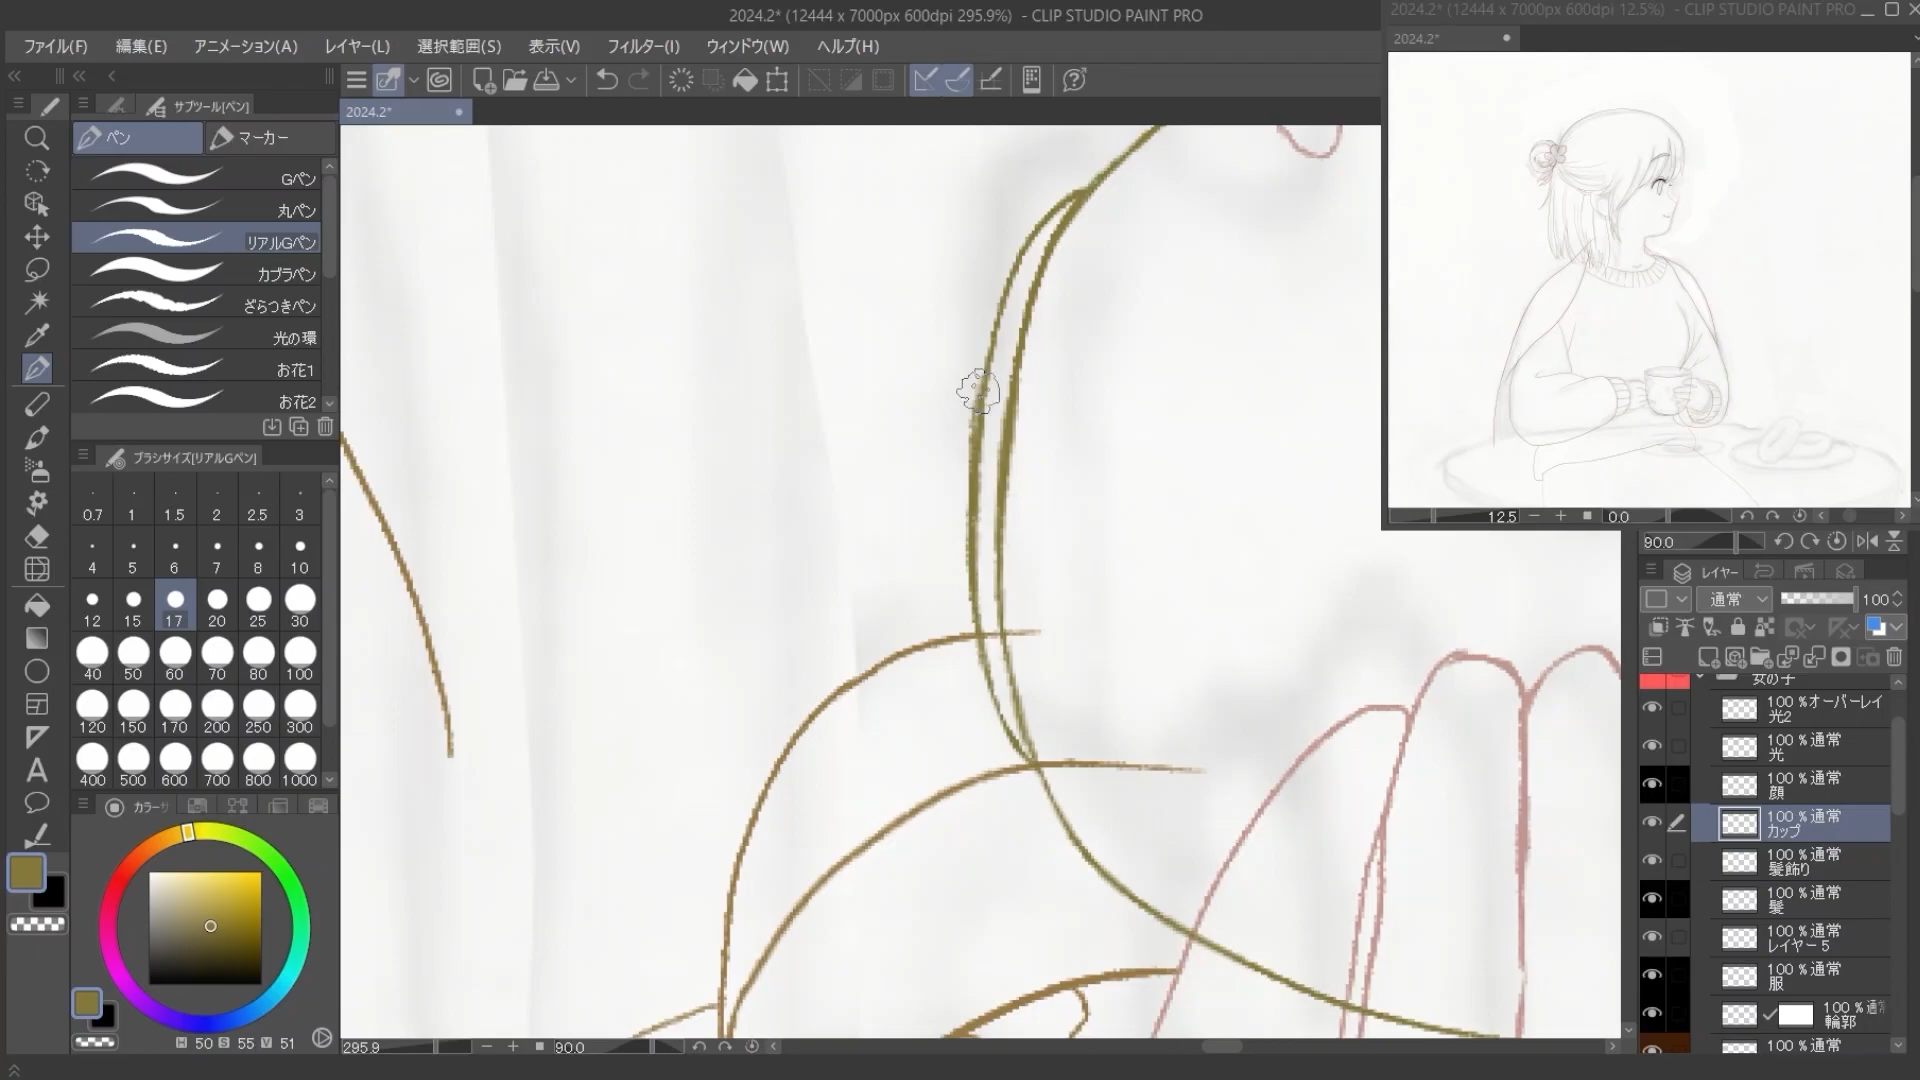 2024.2* (12444 x 7000px 600dpi 295.9%) - CLIP STUDIO PAINT PRO
2024.2* (12444 x 7000px 600dpi 12.5%) - CLIP STUDIO PAINT PRO
ファイル(F) 編集(E) アニメーション(A) レイヤー(L) 選択範囲(S) 表示(V) フィルター(I) ウィンドウ(W) ヘルプ(H)
2024.2*
サブツール[ペン]
2024.2*
ペン マーカー
Gペン
丸ペン
リアルGペン
カブラペン
ざらつきペン
光の環
お花1
お花2
ブラシサイズ[リアルGペン]
0.7 1 1.5 2 2.5 3
4 5 6 7 8 10
12 15 17 20 25 30
40 50 60 70 80 100
120 150 170 200 250 300
400 500 600 700 800 1000
カラーサ
H 50 S 55 V 51
295.9 90.0
12.5 0.0
90.0
レイヤー
通常 100
女の子
100 %オーバーレイ
光2
100 %通常
光
100 %通常
顔
100 %通常
カップ
100 %通常
髪飾り
100 %通常
髪
100 %通常
レイヤー 5
100 %通常
服
100 %通常
輪郭
100 %通常